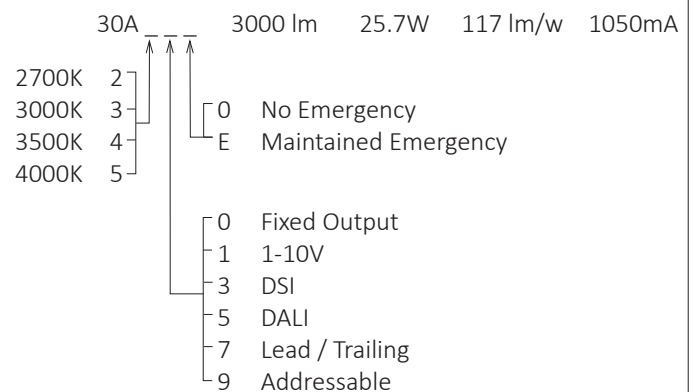 30A _ _ _ 3000 lm 25.7W 117 lm/w 1050mA
2700K 2
3000K 3
3500K 4
4000K 5
0 No Emergency
E Maintained Emergency
0 Fixed Output
1 1-10V
3 DSI
5 DALI
7 Lead / Trailing
9 Addressable